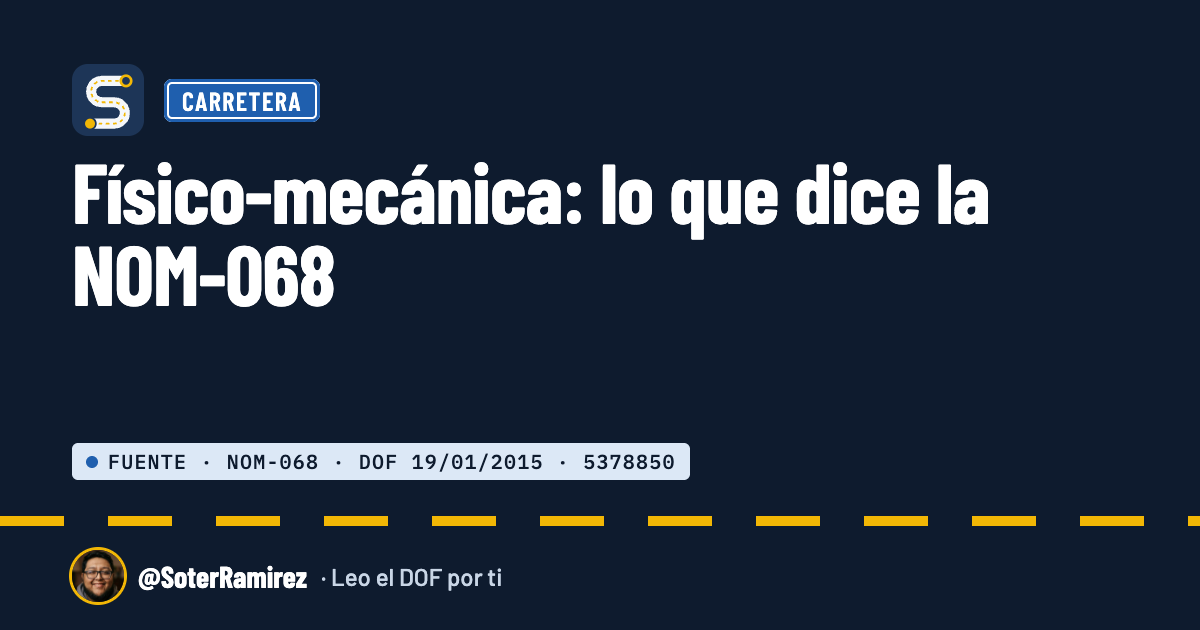 CARRETERA
Físico-mecánica: lo que dice la
NOM-068
FUENTE · NOM-068 · DOF 19/01/2015 · 5378850
@SoterRamirez · Leo el DOF por ti